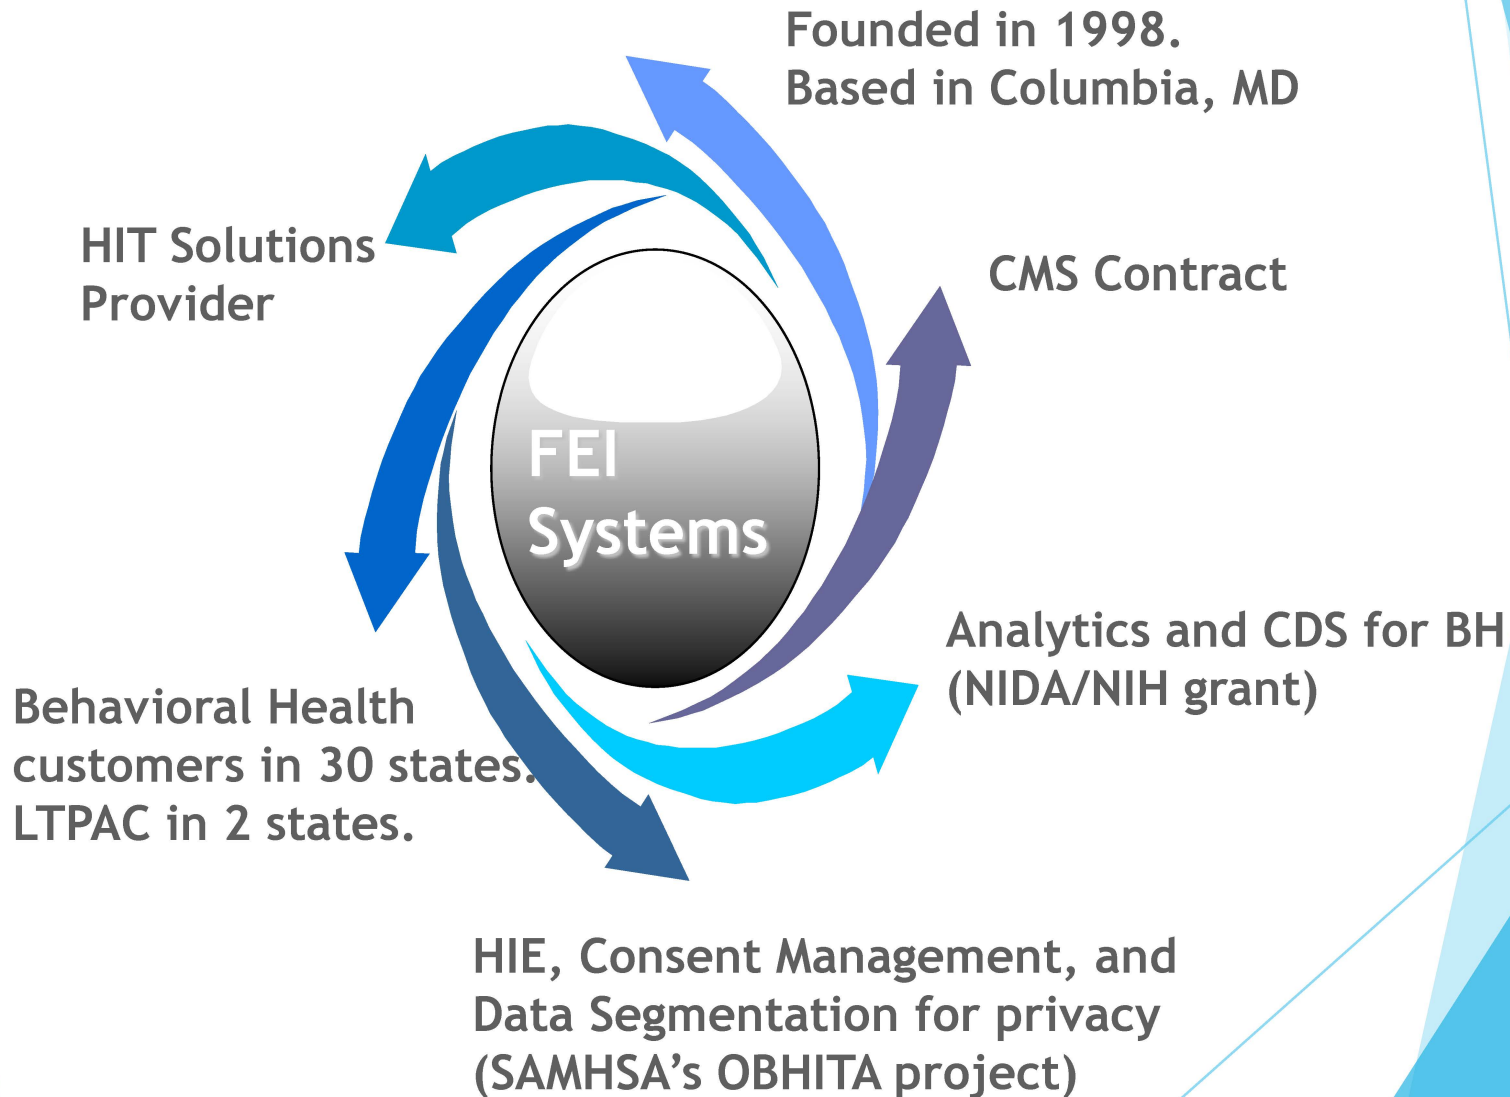 Founded in 1998.
Based in Columbia, MD
HIT Solutions
Provider
CMS Contract
FEI
Systems
Analytics and CDS for BH
(NIDA/NIH grant)
Behavioral Health
customers in 30 states.
LTPAC in 2 states.
HIE, Consent Management, and
Data Segmentation for privacy
(SAMHSA’s OBHITA project)